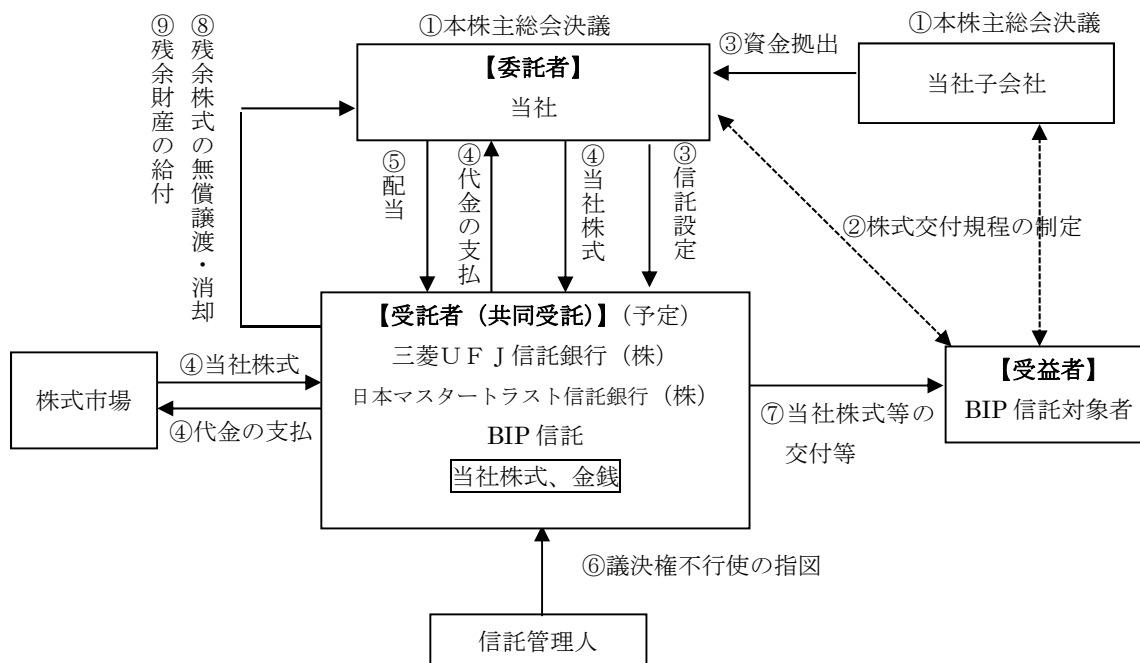 ⑨残余財産の給付
⑧残余株式の無償譲渡・消却
①本株主総会決議
【委託者】
当社
③資金拠出
①本株主総会決議
当社子会社
⑤配当
④代金の支払
④当社株式
③信託設定
②株式交付規程の制定
【受託者（共同受託）】（予定）
三菱ＵＦＪ信託銀行（株）
日本マスタートラスト信託銀行（株）
BIP 信託
当社株式、金銭
株式市場
④当社株式
④代金の支払
⑦当社株式等の
交付等
【受益者】
BIP 信託対象者
⑥議決権不行使の指図
信託管理人